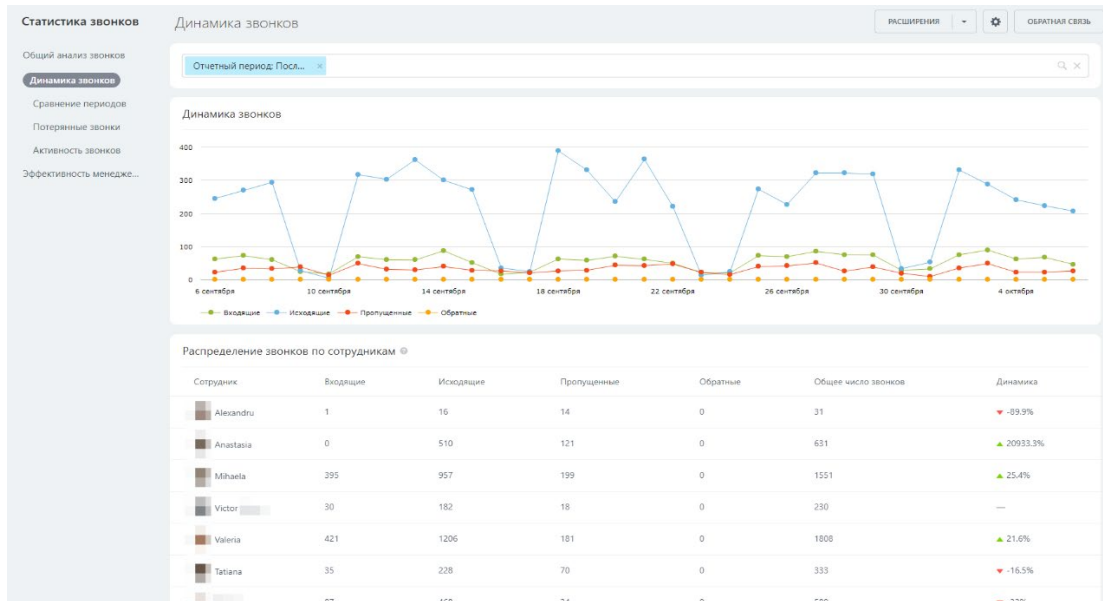 Статистика звонков
Динамика звонков
РАСШИРЕНИЯ
ОБРАТНАЯ СВЯЗЬ
Общий анализ звонков
Динамика звонков
Сравнение периодов
Потерянные звонки
Активность звонков
Эффективность менедже...
Отчетный период: Посл... ×
Динамика звонков
400
300
200
100
0
6 сентября 10 сентября 14 сентября 18 сентября 22 сентября 26 сентября 30 сентября 4 октября
Входящие Исходящие Пропущенные Обратные
Распределение звонков по сотрудникам
Сотрудник Входящие Исходящие Пропущенные Обратные Общее число звонков Динамика
Alexandru 1 16 14 0 31 -89.9%
Anastasia 0 510 121 0 631 20933.3%
Mihaela 395 957 199 0 1551 25.4%
Victor 30 182 18 0 230 —
Valeria 421 1206 181 0 1808 21.6%
Tatiana 35 228 70 0 333 -16.5%